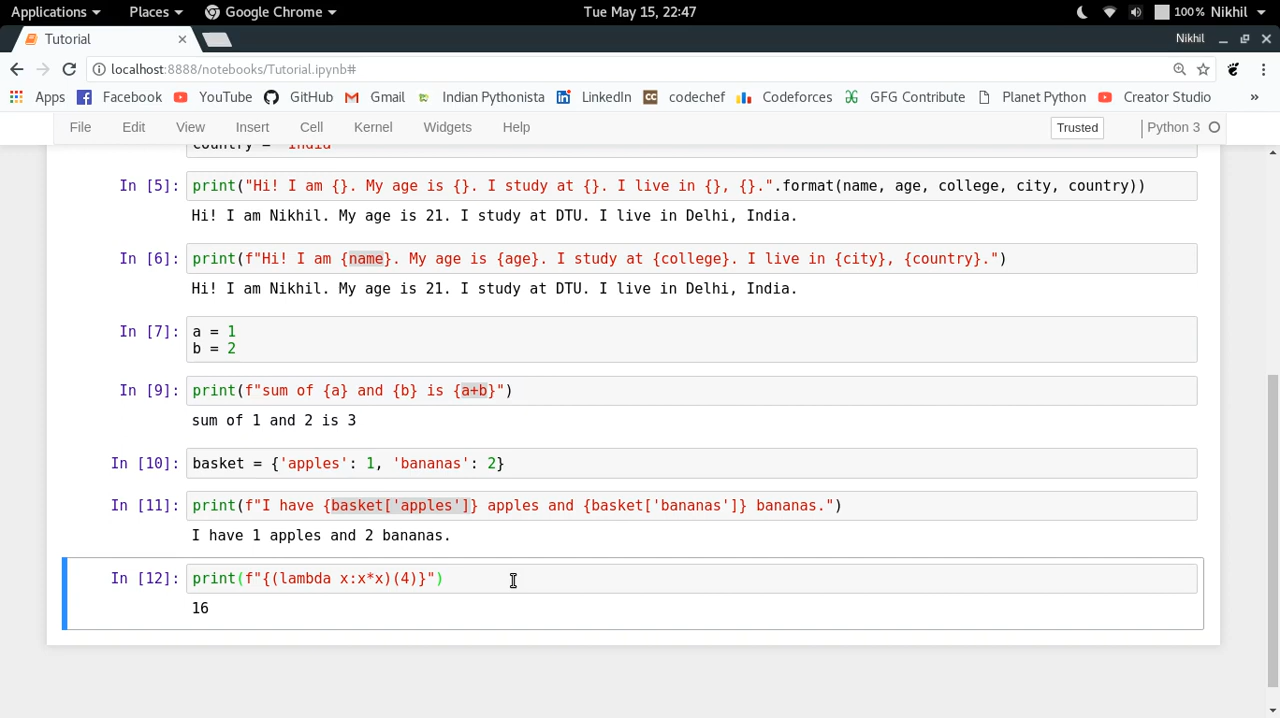 Applications Places Google Chrome Tue May 15, 22:47 100% Nikhil
Tutorial Nikhil
localhost:8888/notebooks/Tutorial.ipynb#
Apps Facebook YouTube GitHub Gmail Indian Pythonista LinkedIn CC codechef Codeforces GFG Contribute Planet Python Creator Studio »
File Edit View Insert Cell Kernel Widgets Help Trusted Python 3
country = "India"
In [5]: print("Hi! I am {}. My age is {}. I study at {}. I live in {}, {}.".format(name, age, college, city, country))
Hi! I am Nikhil. My age is 21. I study at DTU. I live in Delhi, India.
In [6]: print(f"Hi! I am {name}. My age is {age}. I study at {college}. I live in {city}, {country}.")
Hi! I am Nikhil. My age is 21. I study at DTU. I live in Delhi, India.
In [7]: a = 1
b = 2
In [9]: print(f"sum of {a} and {b} is {a+b}")
sum of 1 and 2 is 3
In [10]: basket = {'apples': 1, 'bananas': 2}
In [11]: print(f"I have {basket['apples']} apples and {basket['bananas']} bananas.")
I have 1 apples and 2 bananas.
In [12]: print(f"{(lambda x:x*x)(4)}")
16